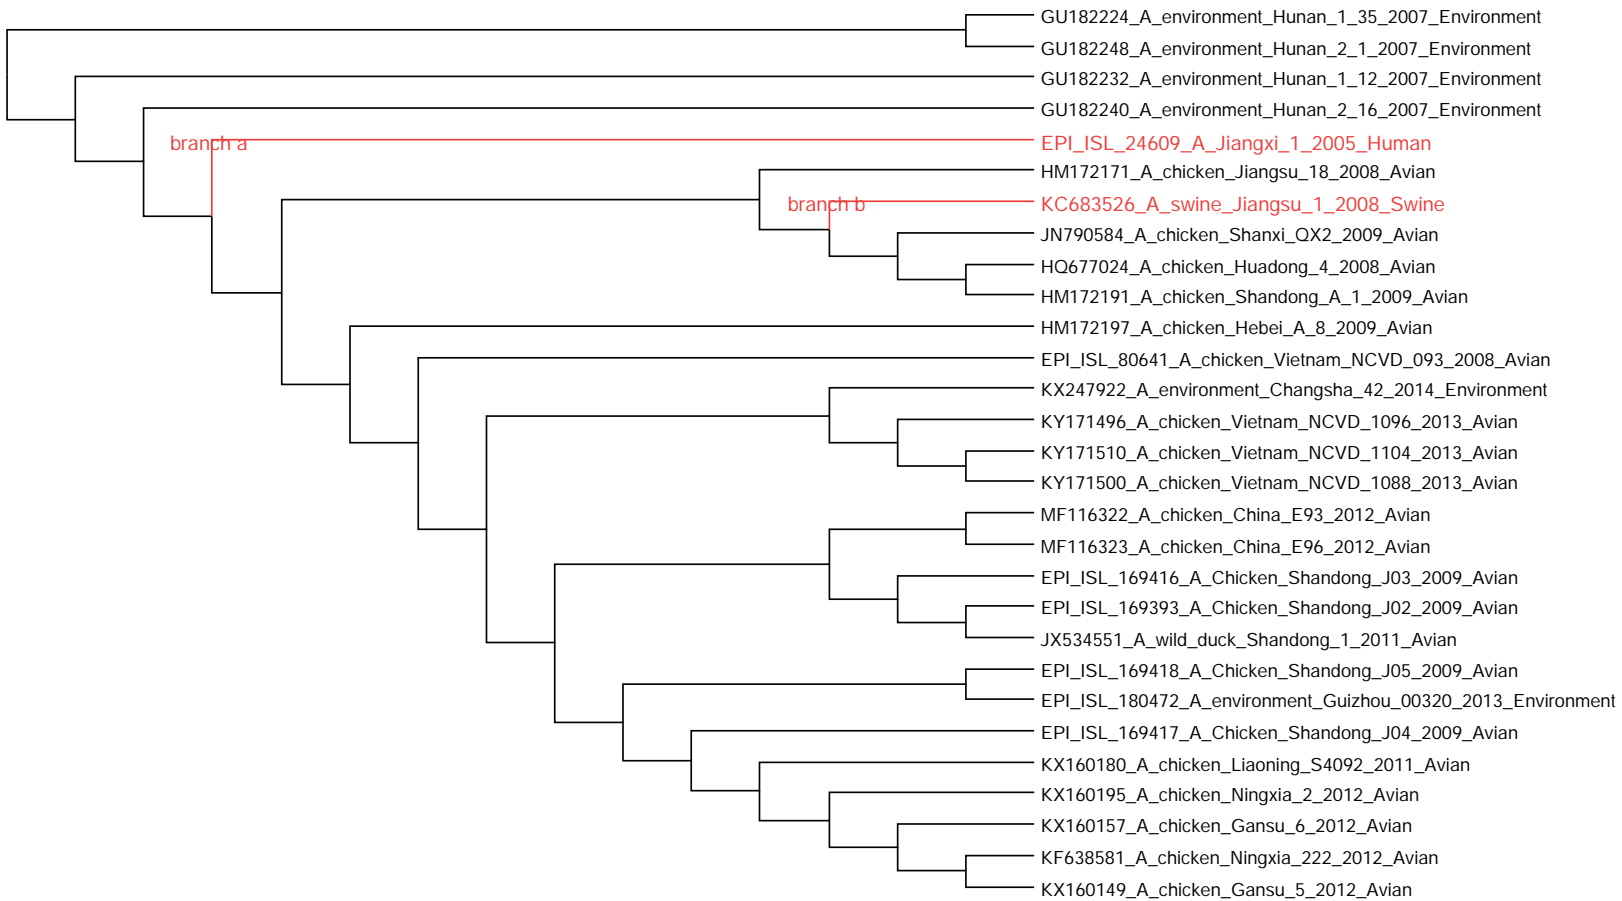 GU182224_A_environment_Hunan_1_35_2007_Environment
GU182248_A_environment_Hunan_2_1_2007_Environment
GU182232_A_environment_Hunan_1_12_2007_Environment
GU182240_A_environment_Hunan_2_16_2007_Environment
branch a
EPI_ISL_24609_A_Jiangxi_1_2005_Human
HM172171_A_chicken_Jiangsu_18_2008_Avian
branch b
KC683526_A_swine_Jiangsu_1_2008_Swine
JN790584_A_chicken_Shanxi_QX2_2009_Avian
HQ677024_A_chicken_Huadong_4_2008_Avian
HM172191_A_chicken_Shandong_A_1_2009_Avian
HM172197_A_chicken_Hebei_A_8_2009_Avian
EPI_ISL_80641_A_chicken_Vietnam_NCVD_093_2008_Avian
KX247922_A_environment_Changsha_42_2014_Environment
KY171496_A_chicken_Vietnam_NCVD_1096_2013_Avian
KY171510_A_chicken_Vietnam_NCVD_1104_2013_Avian
KY171500_A_chicken_Vietnam_NCVD_1088_2013_Avian
MF116322_A_chicken_China_E93_2012_Avian
MF116323_A_chicken_China_E96_2012_Avian
EPI_ISL_169416_A_Chicken_Shandong_J03_2009_Avian
EPI_ISL_169393_A_Chicken_Shandong_J02_2009_Avian
JX534551_A_wild_duck_Shandong_1_2011_Avian
EPI_ISL_169418_A_Chicken_Shandong_J05_2009_Avian
EPI_ISL_180472_A_environment_Guizhou_00320_2013_Environment
EPI_ISL_169417_A_Chicken_Shandong_J04_2009_Avian
KX160180_A_chicken_Liaoning_S4092_2011_Avian
KX160195_A_chicken_Ningxia_2_2012_Avian
KX160157_A_chicken_Gansu_6_2012_Avian
KF638581_A_chicken_Ningxia_222_2012_Avian
KX160149_A_chicken_Gansu_5_2012_Avian